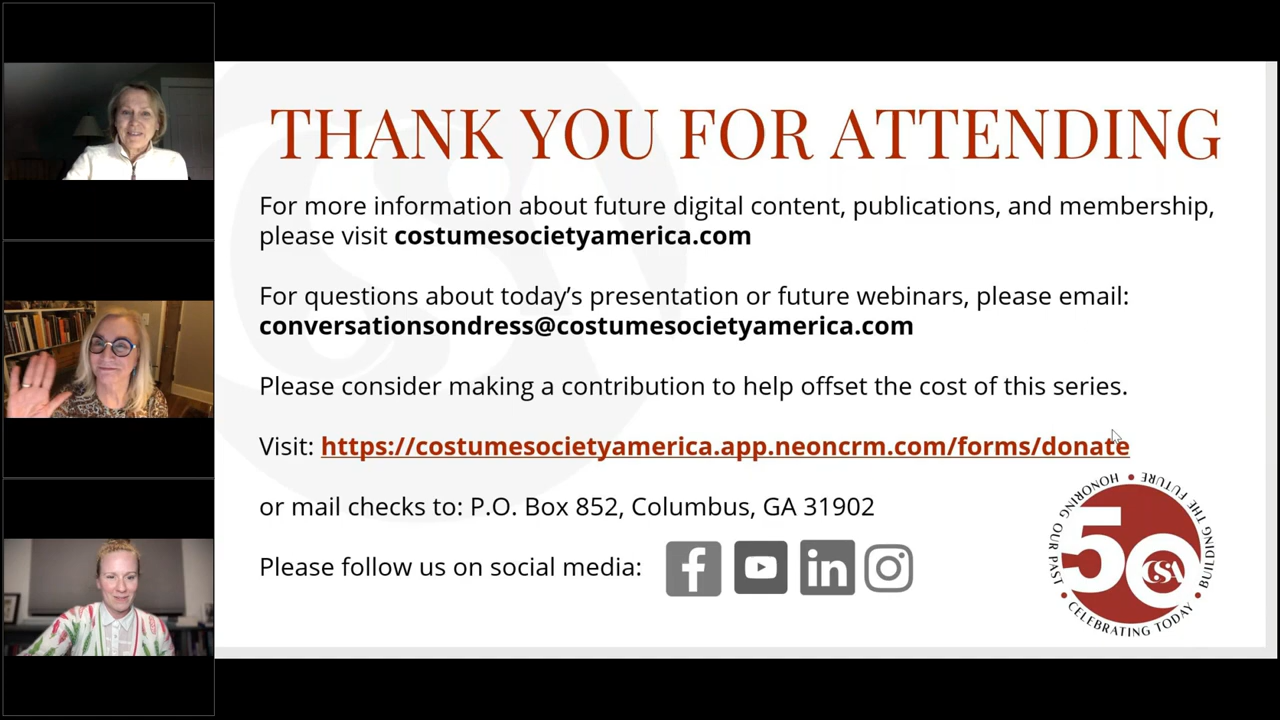 THANK YOU FOR ATTENDING
For more information about future digital content, publications, and membership,
please visit costumesocietyamerica.com
For questions about today’s presentation or future webinars, please email:
conversationsondress@costumesocietyamerica.com
Please consider making a contribution to help offset the cost of this series.
Visit: https://costumesocietyamerica.app.neoncrm.com/forms/donate
or mail checks to: P.O. Box 852, Columbus, GA 31902
Please follow us on social media:
HONORING OUR PAST • CELEBRATING TODAY • BUILDING THE FUTURE •
50
CSA